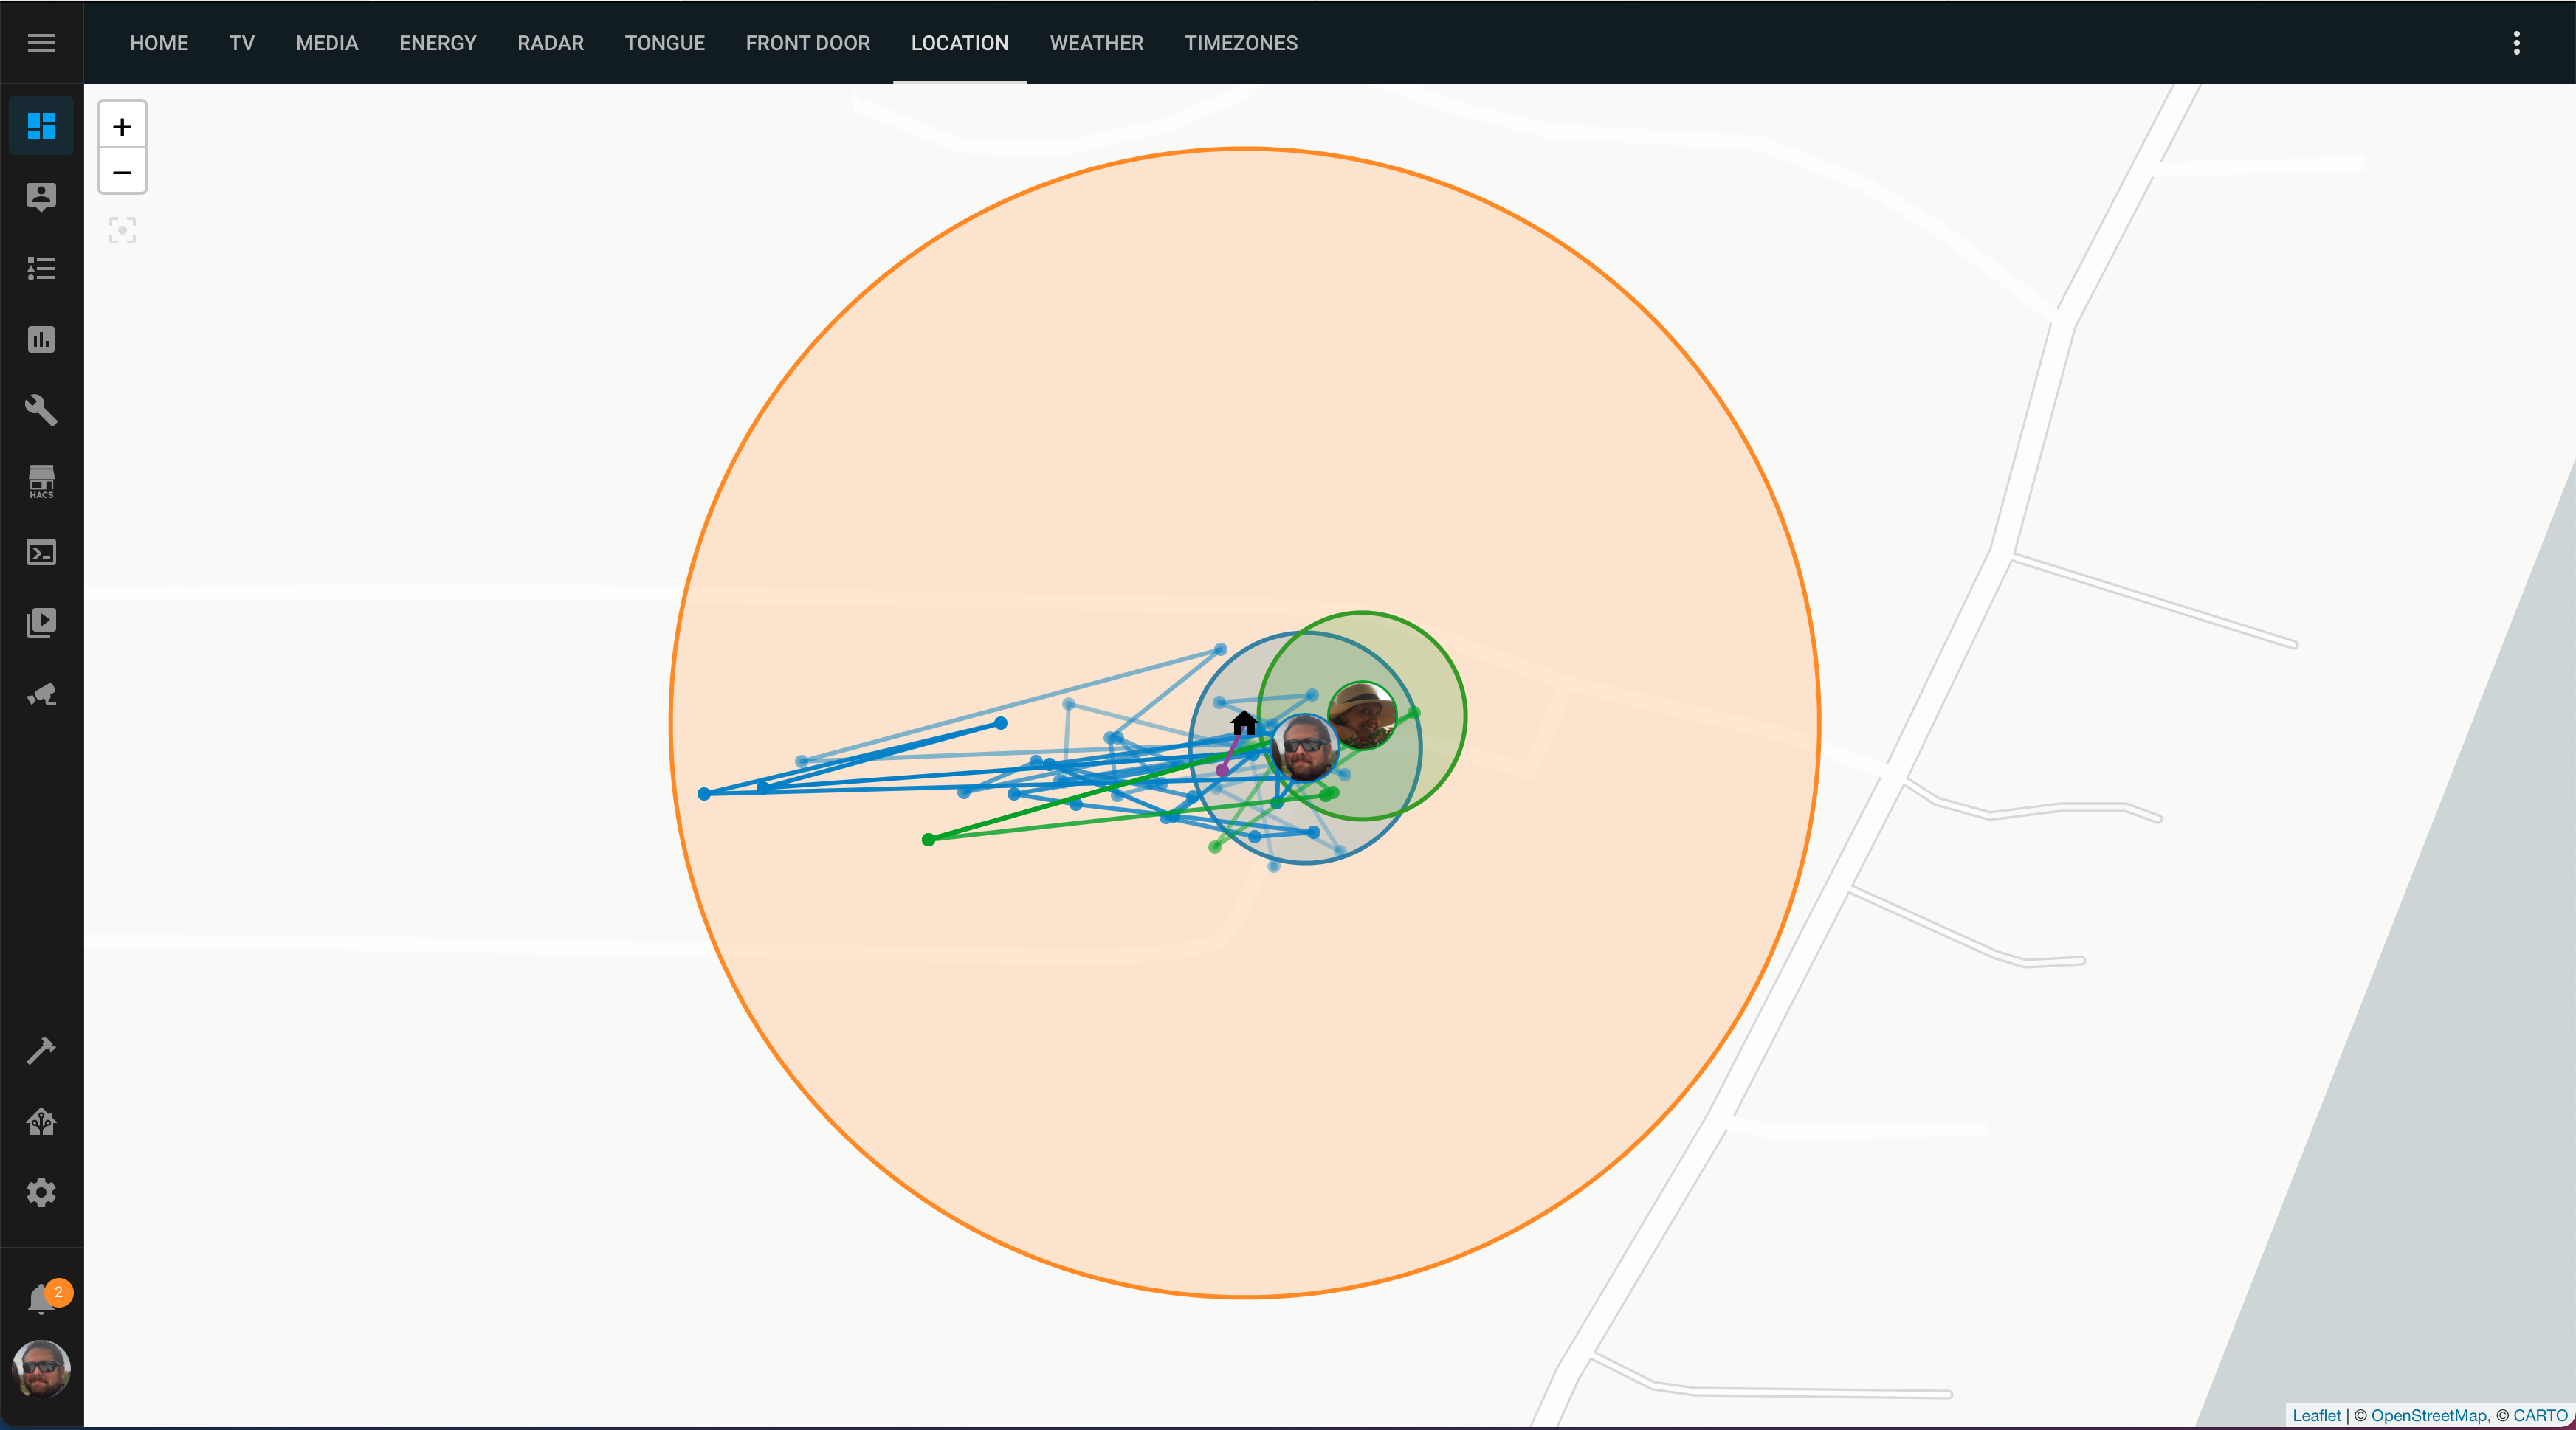 HOME TV MEDIA ENERGY RADAR TONGUE FRONT DOOR LOCATION WEATHER TIMEZONES
+
−
HACS
2
Leaflet | © OpenStreetMap, © CARTO